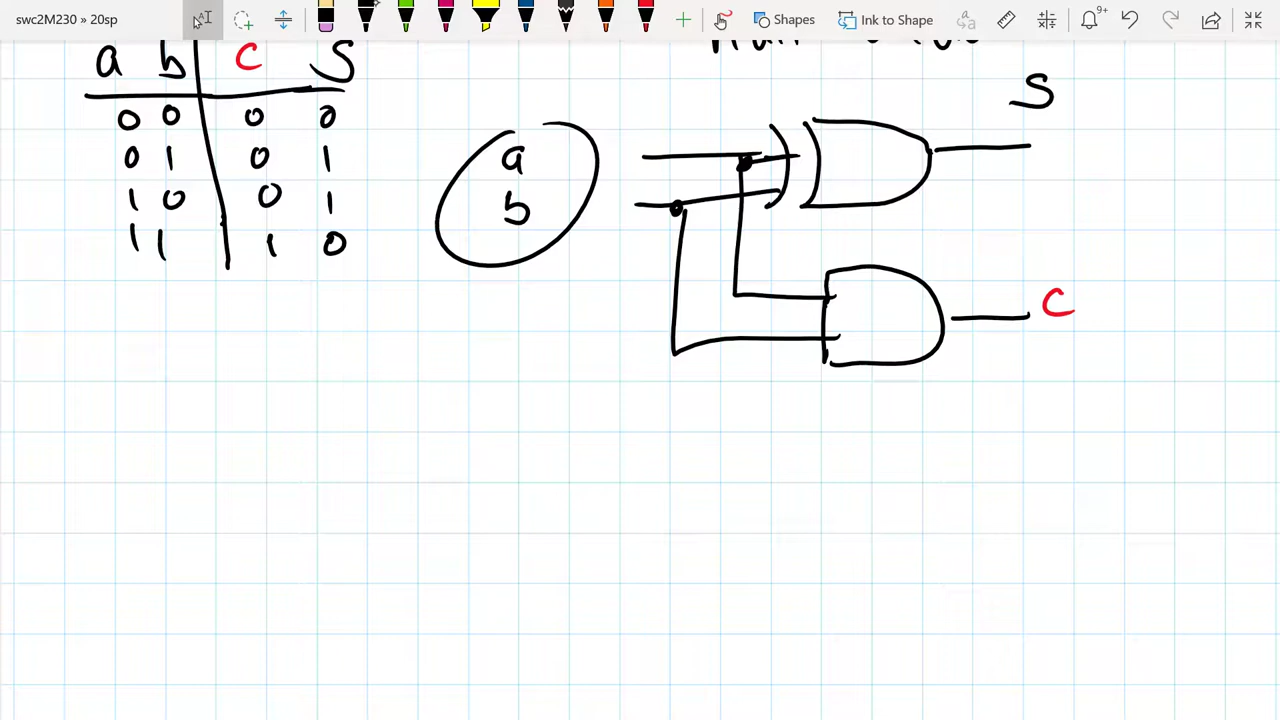 swc2M230 » 20sp
Shapes
Ink to Shape
9+
a b c S
0 0 0 0
0 1 0 1
1 0 0 1
1 1 1 0
a
b
S
c